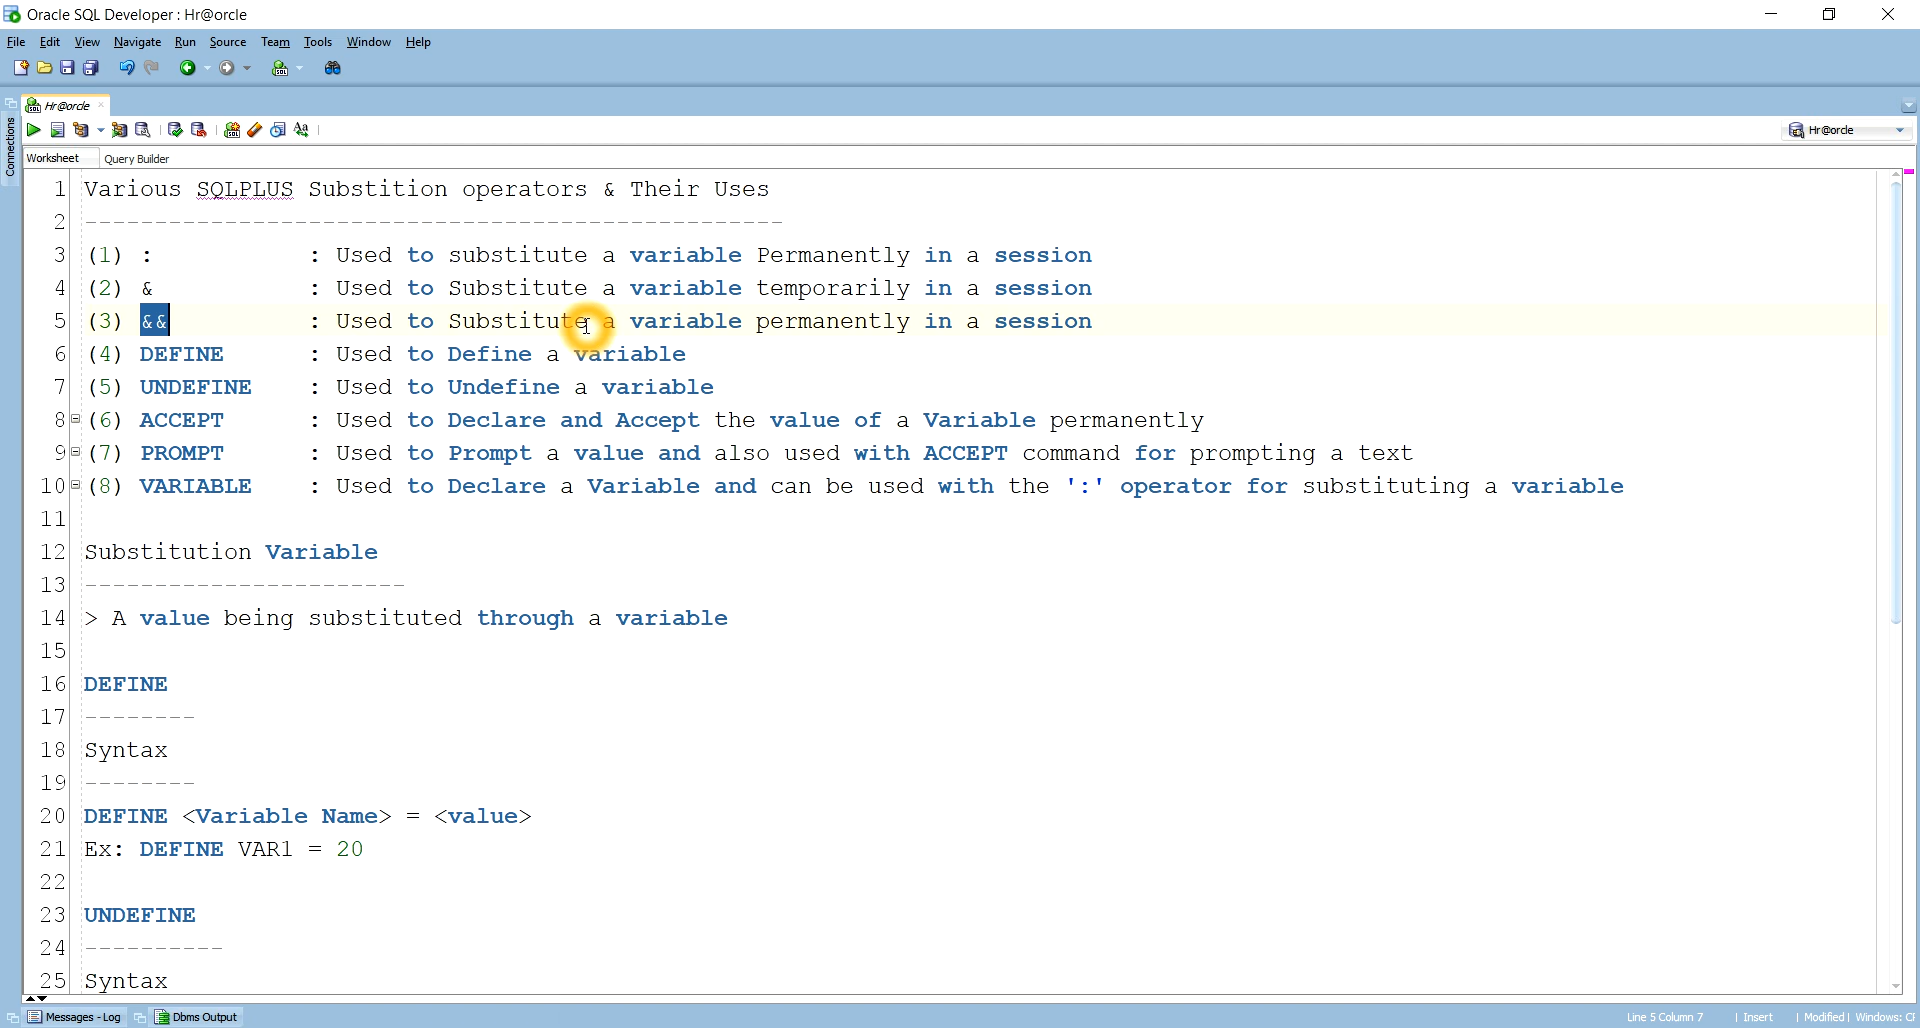 Oracle SQL Developer : Hr@orcle
File Edit View Navigate Run Source Team Tools Window Help
Connections
Hr@orcle
Hr@orcle
Worksheet Query Builder
1 Various SQLPLUS Substition operators & Their Uses
2 --------------------------------------------------
3 (1) : : Used to substitute a variable Permanently in a session
4 (2) & : Used to Substitute a variable temporarily in a session
5 (3) && : Used to Substitute a variable permanently in a session
6 (4) DEFINE : Used to Define a variable
7 (5) UNDEFINE : Used to Undefine a variable
8 (6) ACCEPT : Used to Declare and Accept the value of a Variable permanently
9 (7) PROMPT : Used to Prompt a value and also used with ACCEPT command for prompting a text
10 (8) VARIABLE : Used to Declare a Variable and can be used with the ':' operator for substituting a variable
11
12 Substitution Variable
13 -----------------------
14 > A value being substituted through a variable
15
16 DEFINE
17 --------
18 Syntax
19 --------
20 DEFINE <Variable Name> = <value>
21 Ex: DEFINE VAR1 = 20
22
23 UNDEFINE
24 ----------
25 Syntax
Messages - Log Dbms Output
Line 5 Column 7 | Insert | Modified | Windows: C